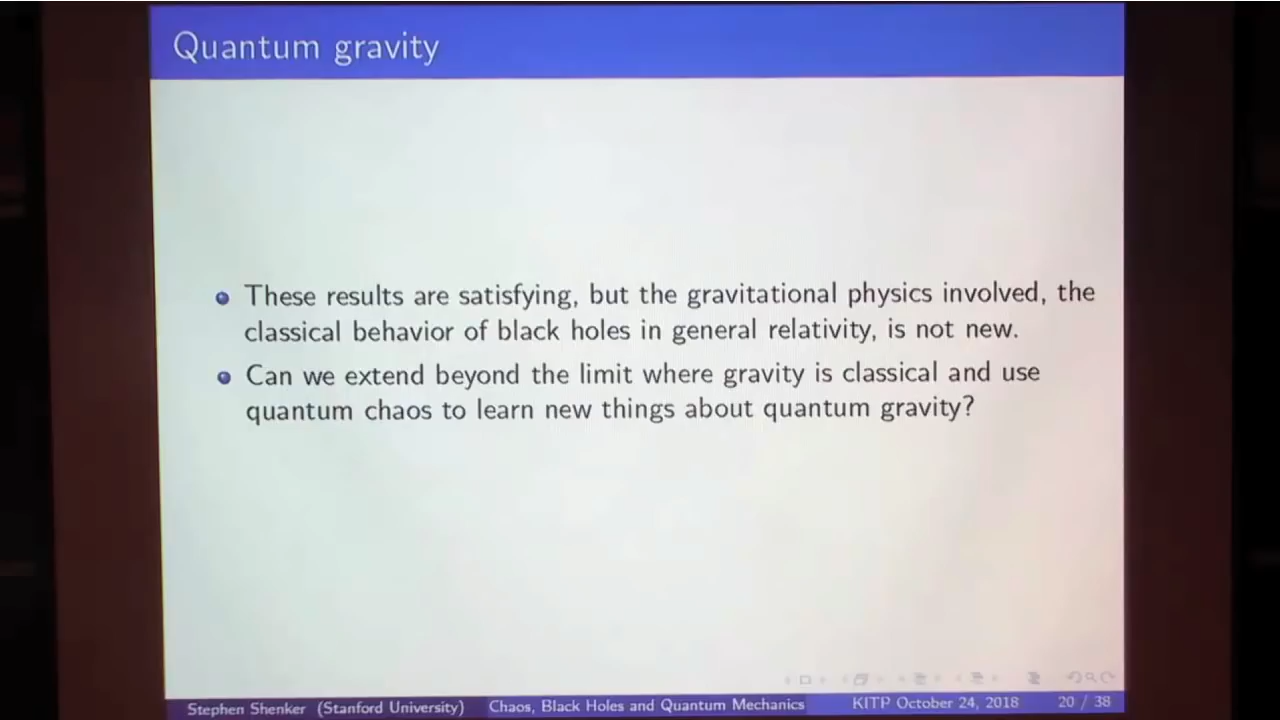 Quantum gravity
These results are satisfying, but the gravitational physics involved, the
classical behavior of black holes in general relativity, is not new.
Can we extend beyond the limit where gravity is classical and use
quantum chaos to learn new things about quantum gravity?
Stephen Shenker (Stanford University) Chaos, Black Holes and Quantum Mechanics KITP October 24, 2018 20 / 38